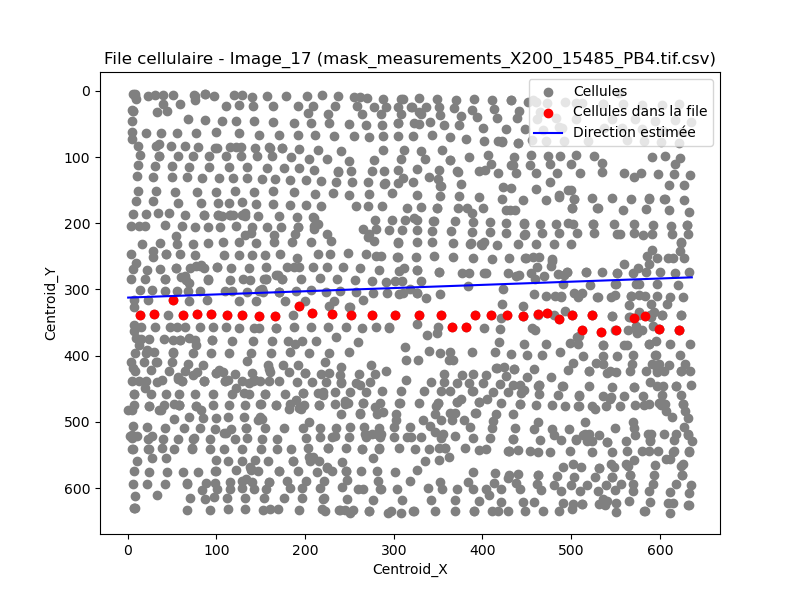 File cellulaire - Image_17 (mask_measurements_X200_15485_PB4.tif.csv)
Cellules
Cellules dans la file
Direction estimée
Centroid_Y
0
100
200
300
400
500
600
0 100 200 300 400 500 600
Centroid_X